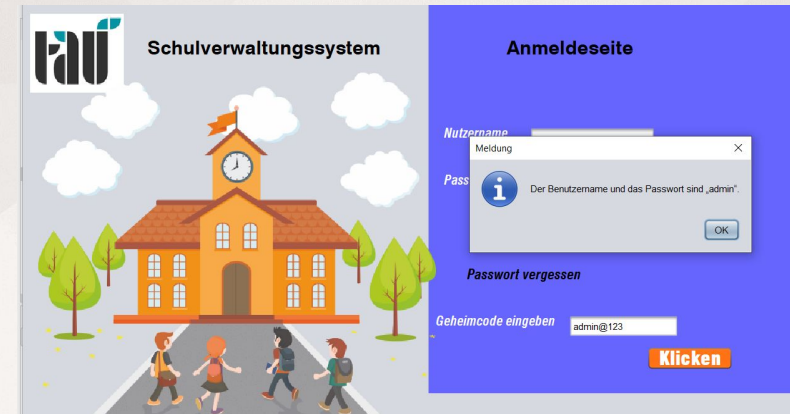 taü
Schulverwaltungssystem
Anmeldeseite
Nutzername
Meldung
Pass
Der Benutzername und das Passwort sind „admin“.
OK
Passwort vergessen
Geheimcode eingeben
admin@123
Klicken